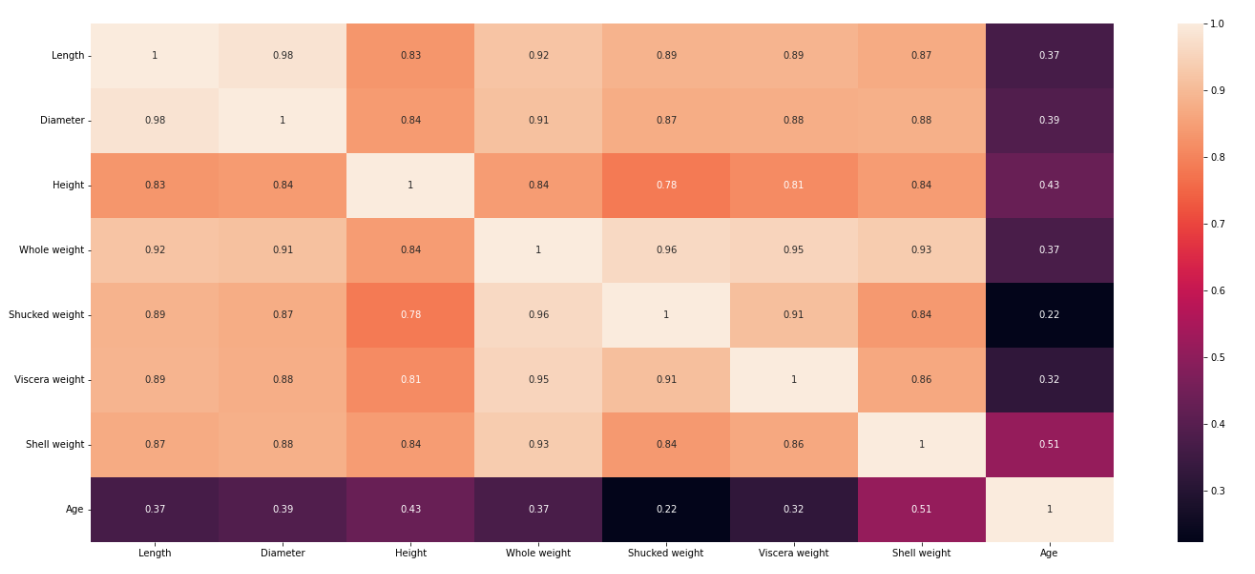 1.0
Length 1 0.98 0.83 0.92 0.89 0.89 0.87 0.37
0.9
Diameter 0.98 1 0.84 0.91 0.87 0.88 0.88 0.39
0.8
Height 0.83 0.84 1 0.84 0.78 0.81 0.84 0.43
0.7
Whole weight 0.92 0.91 0.84 1 0.96 0.95 0.93 0.37
0.6
Shucked weight 0.89 0.87 0.78 0.96 1 0.91 0.84 0.22
0.5
Viscera weight 0.89 0.88 0.81 0.95 0.91 1 0.86 0.32
0.4
Shell weight 0.87 0.88 0.84 0.93 0.84 0.86 1 0.51
0.3
Age 0.37 0.39 0.43 0.37 0.22 0.32 0.51 1
Length Diameter Height Whole weight Shucked weight Viscera weight Shell weight Age